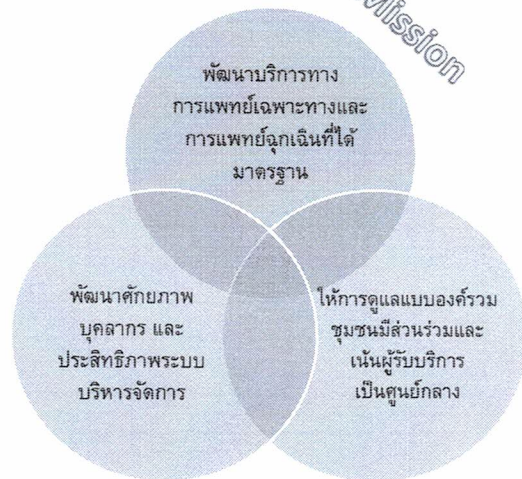 Mission
พัฒนาบริการทาง
การแพทย์เฉพาะทางและ
การแพทย์ฉุกเฉินที่ได้
มาตรฐาน
พัฒนาศักยภาพ
บุคลากร และ
ประสิทธิภาพระบบ
บริหารจัดการ
ให้การดูแลแบบองค์รวม
ชุมชนมีส่วนร่วมและ
เน้นผู้รับบริการ
เป็นศูนย์กลาง